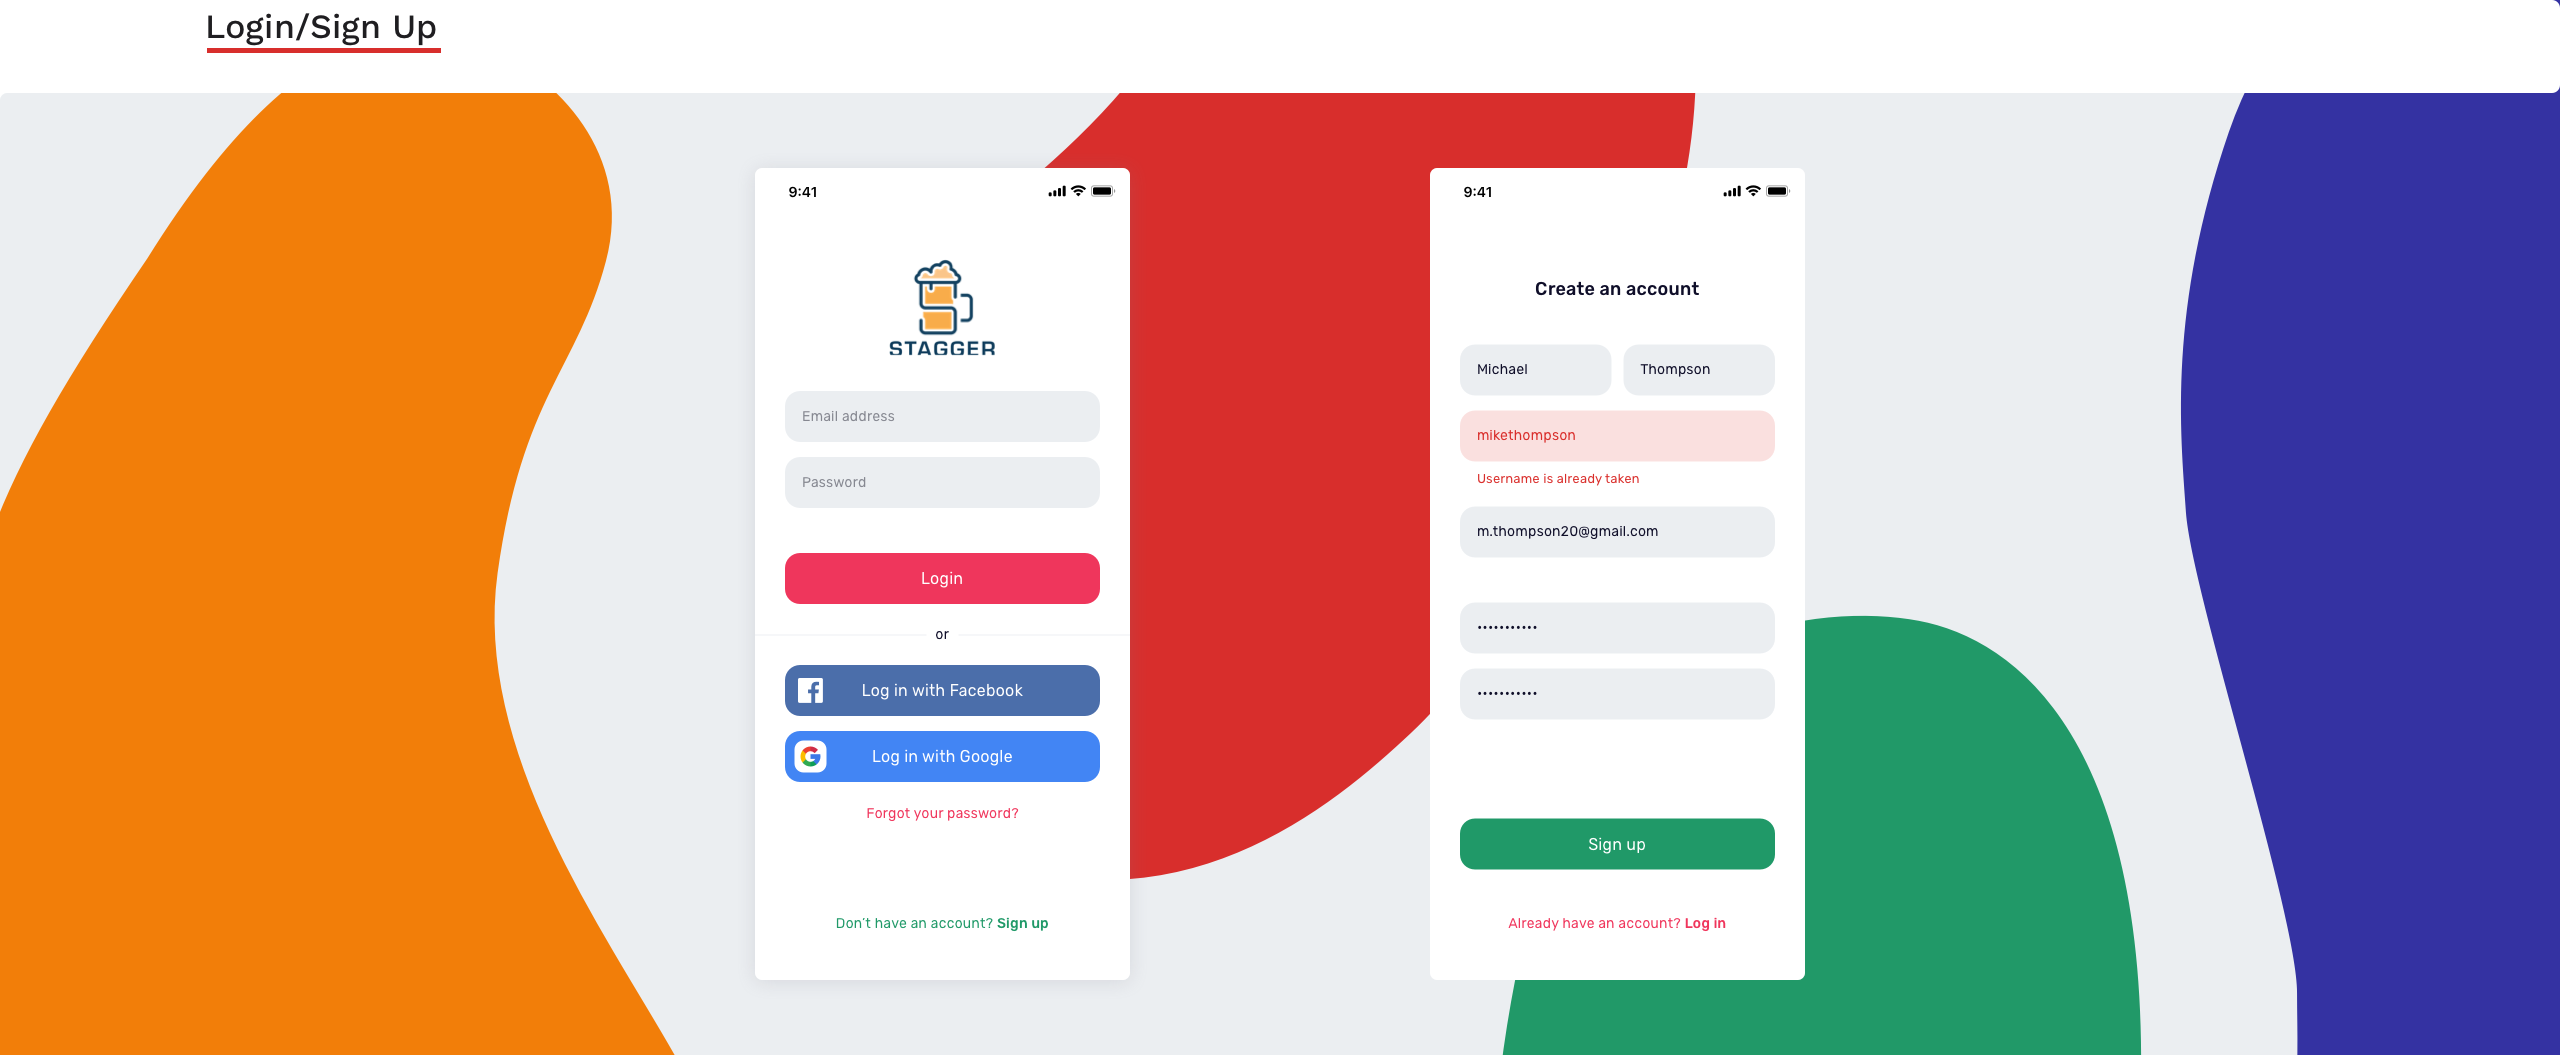 Login/Sign Up
9:41
STAGGER
Email address
Password
Login
or
Log in with Facebook
Log in with Google
Forgot your password?
Don't have an account? Sign up
9:41
Create an account
Michael
Thompson
mikethompson
Username is already taken
m.thompson20@gmail.com
•••••••••••
•••••••••••
Sign up
Already have an account? Log in